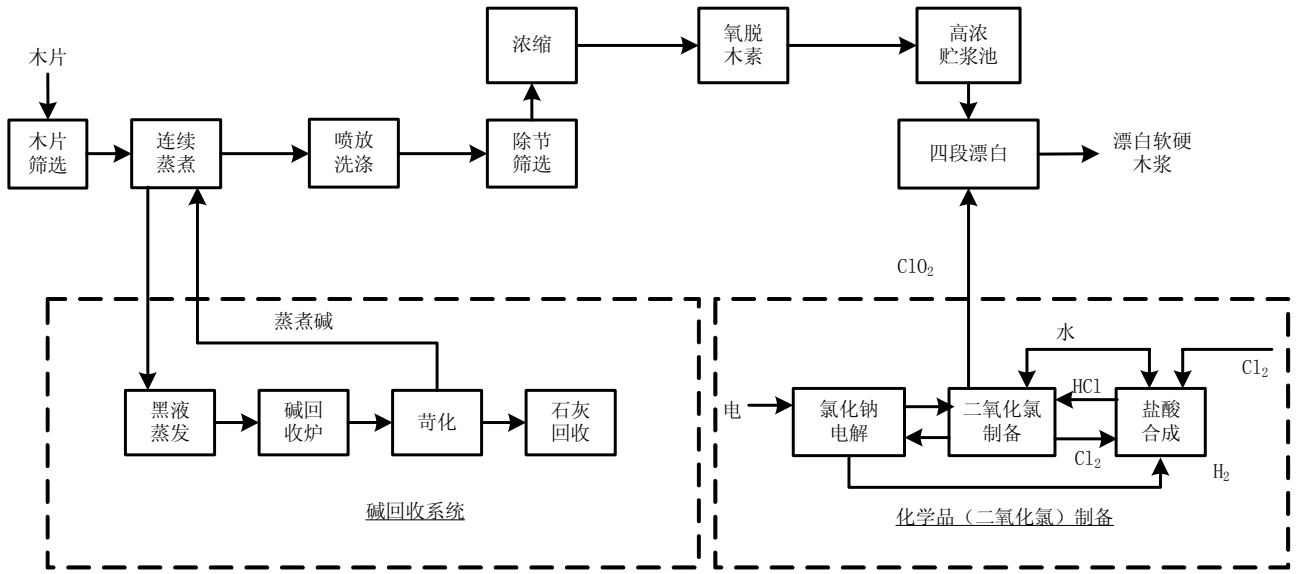 浓缩
氧脱
木素
高浓
贮浆池
木片
木片
筛选
连续
蒸煮
喷放
洗涤
除节
筛选
四段漂白
漂白软硬
木浆
ClO₂
蒸煮碱
水
Cl₂
HCl
黑液
蒸发
碱回
收炉
苛化
石灰
回收
电
氯化钠
电解
二氧化氯
制备
盐酸
合成
Cl₂
H₂
碱回收系统
化学品（二氧化氯）制备